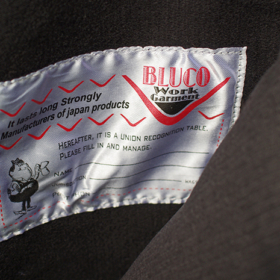 BLUCO
Work
Garment
It lasts long Strongly
Manufacturers of japan products
HEREAFTER, IT IS A UNION RECOGNITION TABLE.
PLEASE FILL IN AND MANAGE.
NAME